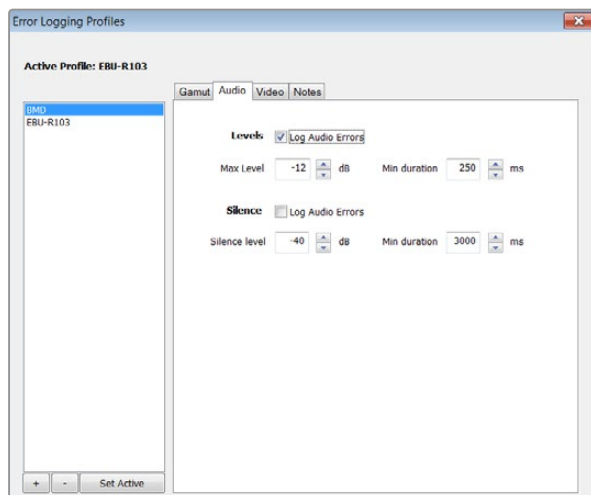 Error Logging Profiles
Active Profile: EBU-R103
Gamut Audio Video Notes
BMD
EBU-R103
Levels Log Audio Errors
Max Level -12 dB Min duration 250 ms
Silence Log Audio Errors
Silence level -40 dB Min duration 3000 ms
+ - Set Active